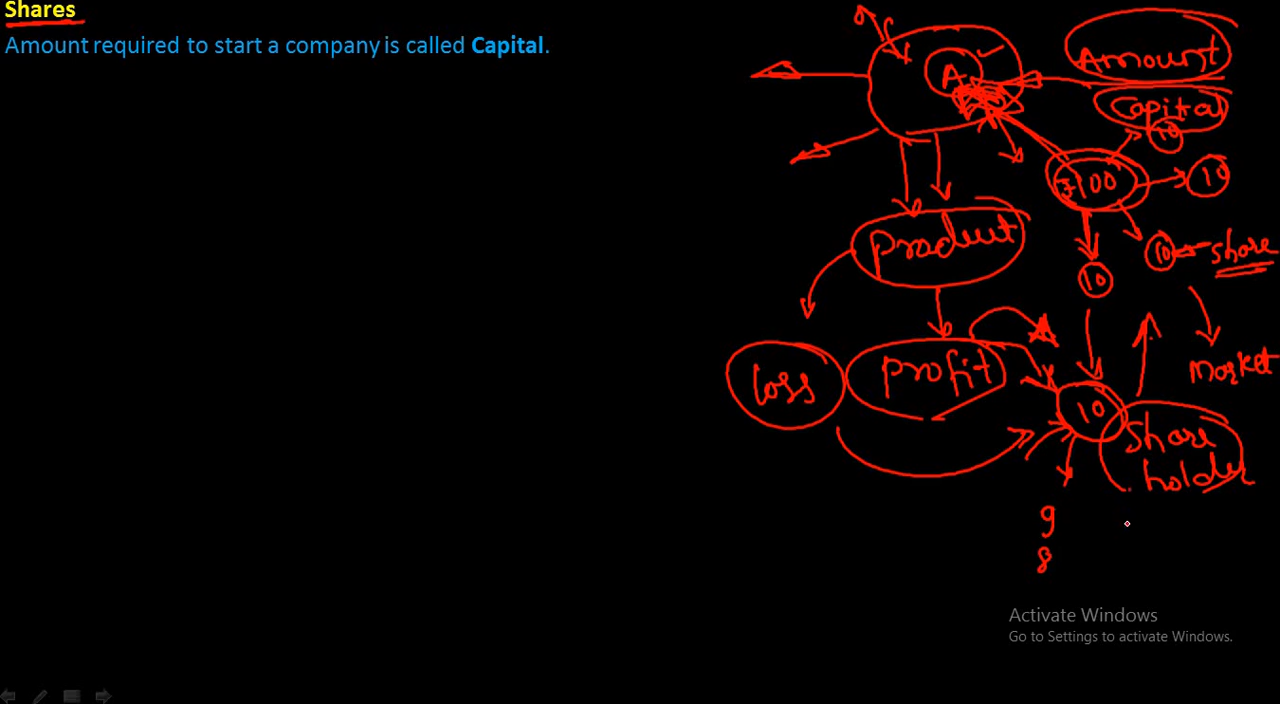 Shares
Amount required to start a company is called Capital.
A
Amount
Capital
10
₹100
10
Product
10
share
10
Market
loss
Profit
10
Share
holder
9
8
Activate Windows
Go to Settings to activate Windows.